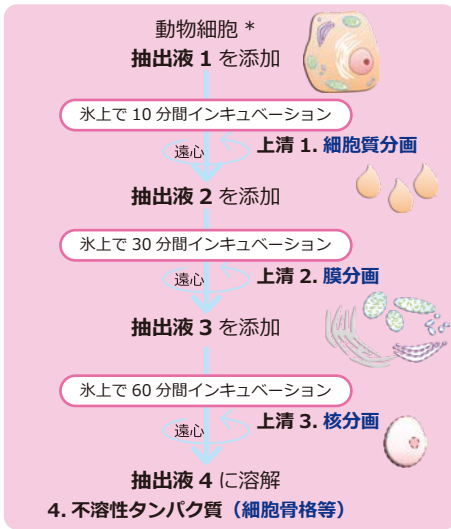 動物細胞 *
抽出液 1 を添加
氷上で 10 分間インキュベーション
遠心
上清 1. 細胞質分画
抽出液 2 を添加
氷上で 30 分間インキュベーション
遠心
上清 2. 膜分画
抽出液 3 を添加
氷上で 60 分間インキュベーション
遠心
上清 3. 核分画
抽出液 4 に溶解
4. 不溶性タンパク質（細胞骨格等）